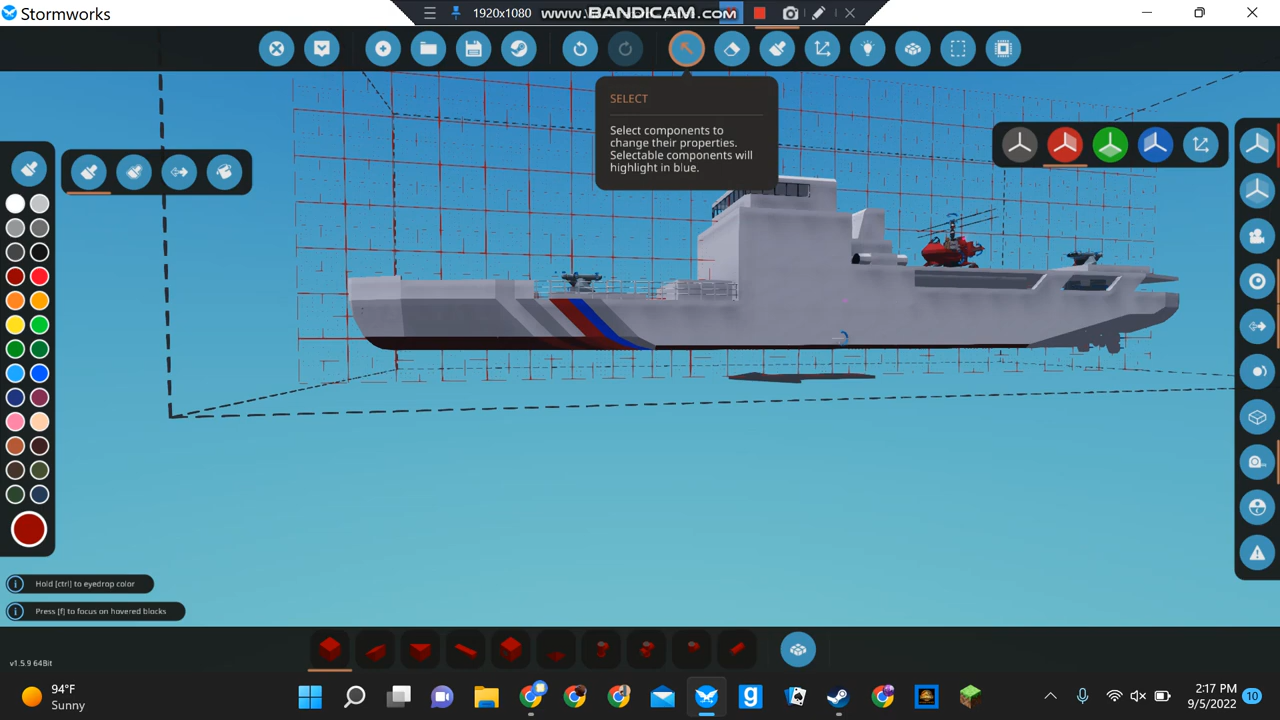 Stormworks
1920x1080
www.BANDICAM.com
SELECT
Select components to
change their properties.
Selectable components will
highlight in blue.
Hold [ctrl] to eyedrop color
Press [f] to focus on hovered blocks
v1.5.9 64Bit
94°F
Sunny
2:17 PM
9/5/2022
10